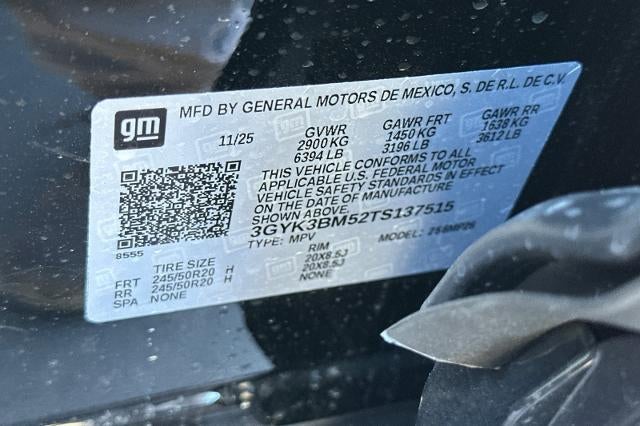 MFD BY GENERAL MOTORS DE MEXICO, S. DE R.L. DE C.V.
gm
11/25 GVWR GAWR FRT GAWR RR
2900 KG 1450 KG 1638 KG
6394 LB 3196 LB 3612 LB
THIS VEHICLE CONFORMS TO ALL
APPLICABLE U.S. FEDERAL MOTOR
VEHICLE SAFETY STANDARDS IN EFFECT
ON THE DATE OF MANUFACTURE
SHOWN ABOVE.
3GYK3BM52TS137515
TYPE: MPV MODEL:
8555
TIRE SIZE RIM
FRT 245/50R20 H 20X8.5J
RR 245/50R20 H 20X8.5J
SPA NONE NONE